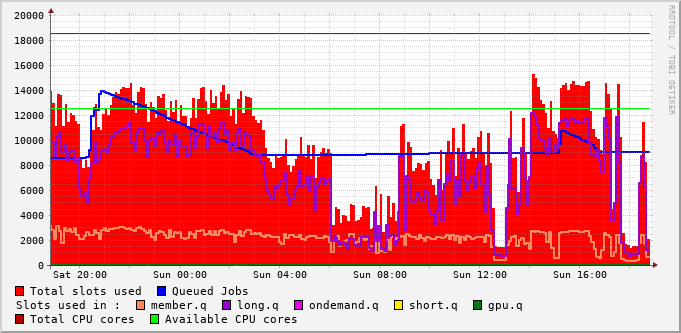 20000
18000
16000
14000
12000
10000
8000
6000
4000
2000
0
Sat 20:00 Sun 00:00 Sun 04:00 Sun 08:00 Sun 12:00 Sun 16:00
RRDTOOL / TOBI OETIKER
Total slots used Queued Jobs
Slots used in : member.q long.q ondemand.q short.q gpu.q
Total CPU cores Available CPU cores